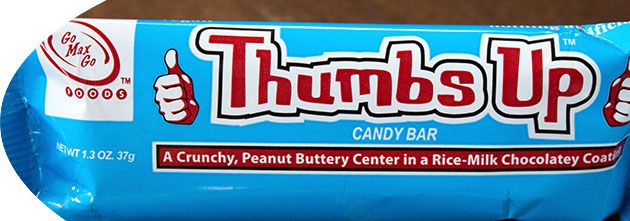 Go
Max
Go
FOODS
TM
Thumbs Up
TM
CANDY BAR
NET WT 1.3 OZ. 37g
A Crunchy, Peanut Buttery Center in a Rice-Milk Chocolatey